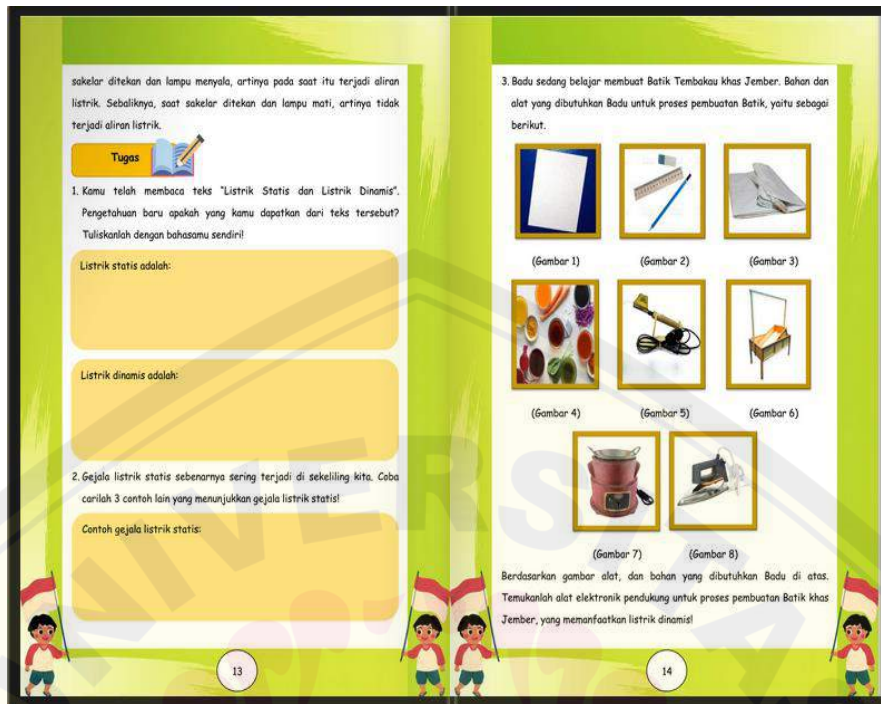 sakelar ditekan dan lampu menyala, artinya pada saat itu terjadi aliran
listrik. Sebaliknya, saat sakelar ditekan dan lampu mati, artinya tidak
terjadi aliran listrik.
Tugas
1. Kamu telah membaca teks "Listrik Statis dan Listrik Dinamis".
Pengetahuan baru apakah yang kamu dapatkan dari teks tersebut?
Tuliskanlah dengan bahasamu sendiri!
Listrik statis adalah:
Listrik dinamis adalah:
2. Gejala listrik statis sebenarnya sering terjadi di sekeliling kita. Coba
carilah 3 contoh lain yang menunjukkan gejala listrik statis!
Contoh gejala listrik statis:
13
3. Badu sedang belajar membuat Batik Tembakau khas Jember. Bahan dan
alat yang dibutuhkan Badu untuk proses pembuatan Batik, yaitu sebagai
berikut.
(Gambar 1) (Gambar 2) (Gambar 3)
(Gambar 4) (Gambar 5) (Gambar 6)
(Gambar 7) (Gambar 8)
Berdasarkan gambar alat, dan bahan yang dibutuhkan Badu di atas.
Temukanlah alat elektronik pendukung untuk proses pembuatan Batik khas
Jember, yang memanfaatkan listrik dinamis!
14
UNIVERSITA